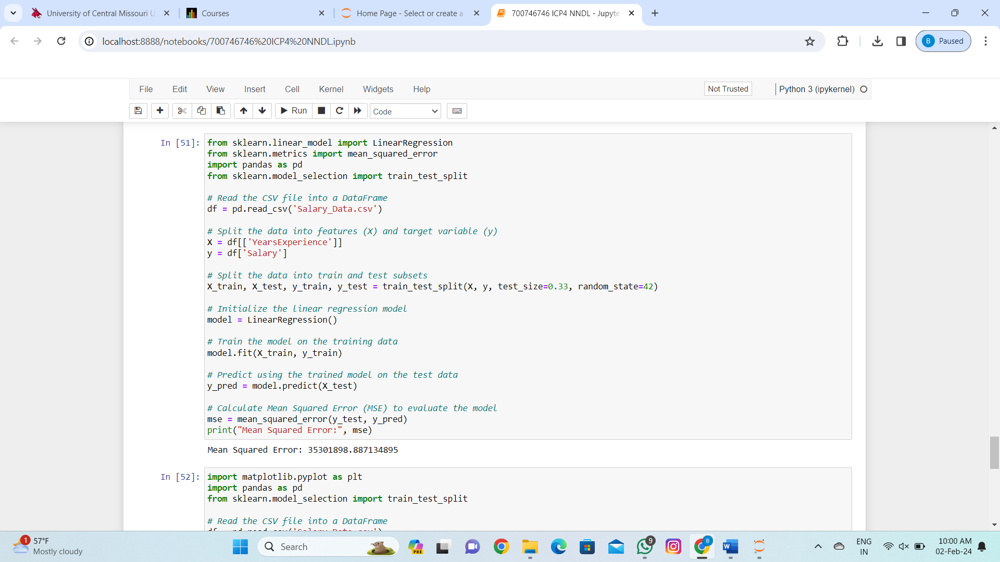 University of Central Missouri U
Courses
Home Page - Select or create a
700746746 ICP4 NNDL - Jupyte
localhost:8888/notebooks/700746746%20ICP4%20NNDL.ipynb
B Paused
File Edit View Insert Cell Kernel Widgets Help
Not Trusted
Python 3 (ipykernel)
Run
Code
In [51]:
from sklearn.linear_model import LinearRegression
from sklearn.metrics import mean_squared_error
import pandas as pd
from sklearn.model_selection import train_test_split
# Read the CSV file into a DataFrame
df = pd.read_csv('Salary_Data.csv')
# Split the data into features (X) and target variable (y)
X = df[['YearsExperience']]
y = df['Salary']
# Split the data into train and test subsets
X_train, X_test, y_train, y_test = train_test_split(X, y, test_size=0.33, random_state=42)
# Initialize the linear regression model
model = LinearRegression()
# Train the model on the training data
model.fit(X_train, y_train)
# Predict using the trained model on the test data
y_pred = model.predict(X_test)
# Calculate Mean Squared Error (MSE) to evaluate the model
mse = mean_squared_error(y_test, y_pred)
print("Mean Squared Error:", mse)
Mean Squared Error: 35301898.887134895
In [52]:
import matplotlib.pyplot as plt
import pandas as pd
from sklearn.model_selection import train_test_split
# Read the CSV file into a DataFrame
df = pd.read_csv('Salary_Data.csv')
1
57°F
Mostly cloudy
Search
PRE
9
B
W
ENG
IN
10:00 AM
02-Feb-24